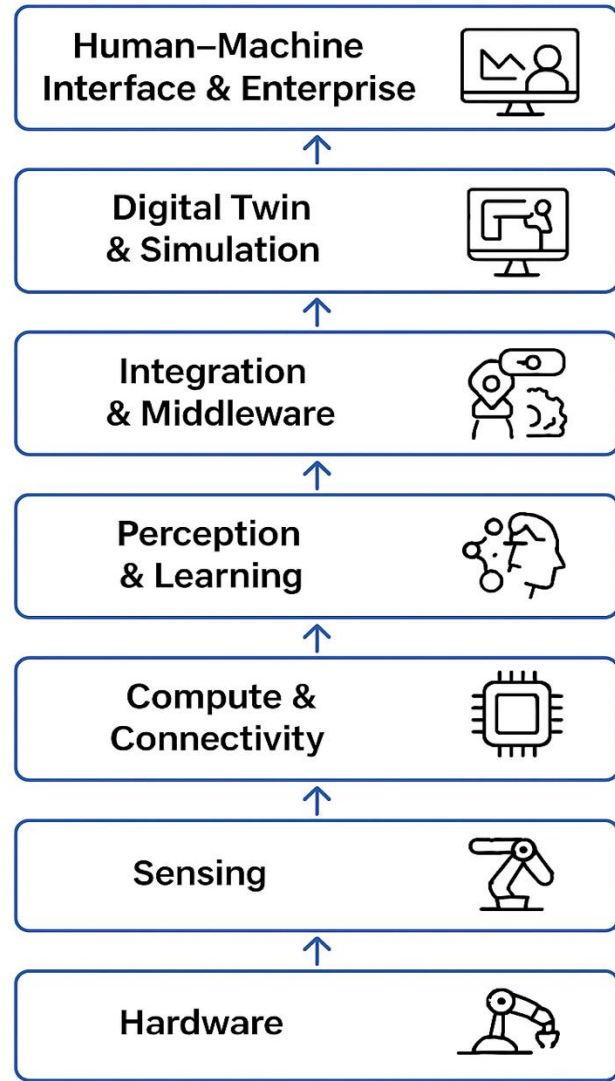 Human–Machine
Interface & Enterprise
Digital Twin
& Simulation
Integration
& Middleware
Perception
& Learning
Compute &
Connectivity
Sensing
Hardware